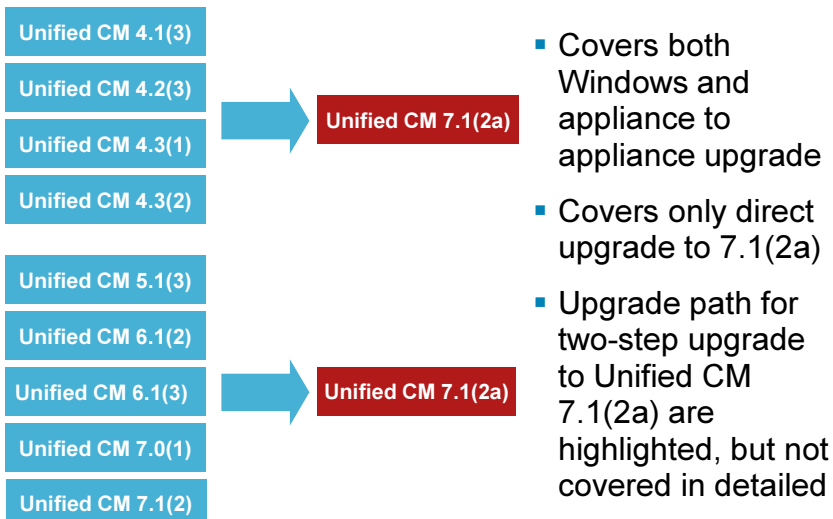 Unified CM 4.1(3)
Unified CM 4.2(3)
Unified CM 4.3(1)
Unified CM 4.3(2)
Unified CM 7.1(2a)
Unified CM 5.1(3)
Unified CM 6.1(2)
Unified CM 6.1(3)
Unified CM 7.0(1)
Unified CM 7.1(2)
Unified CM 7.1(2a)
▪ Covers both
Windows and
appliance to
appliance upgrade
▪ Covers only direct
upgrade to 7.1(2a)
▪ Upgrade path for
two-step upgrade
to Unified CM
7.1(2a) are
highlighted, but not
covered in detailed